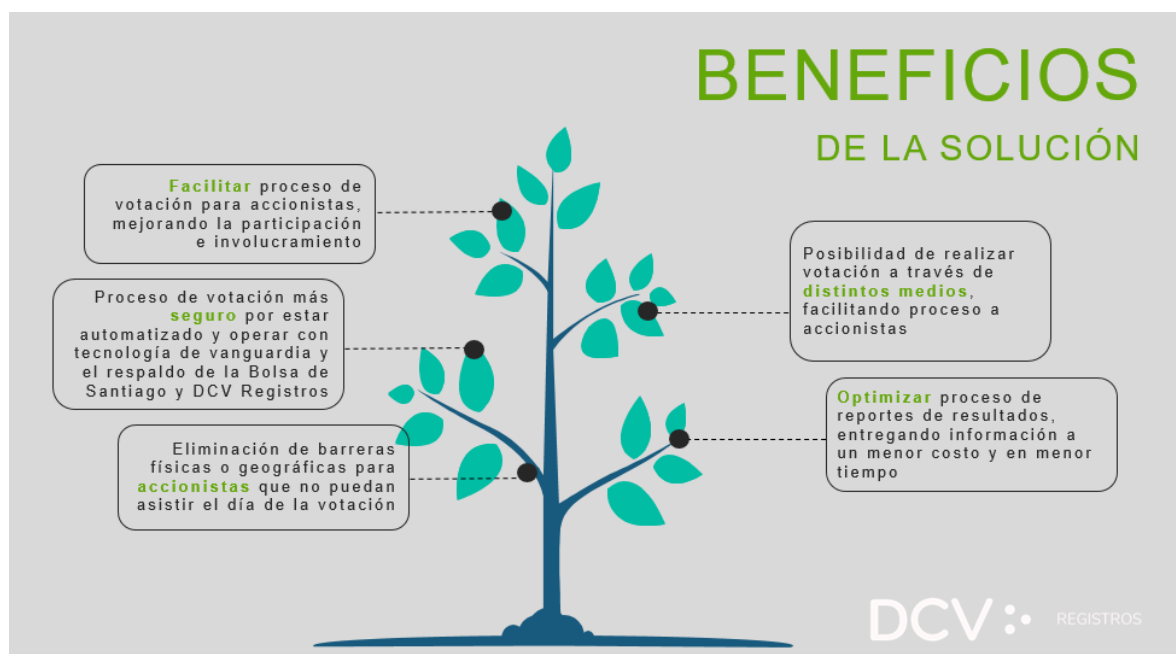 BENEFICIOS
DE LA SOLUCIÓN
Facilitar proceso de
votación para accionistas,
mejorando la participación
e involucramiento
Proceso de votación más
seguro por estar
automatizado y operar con
tecnología de vanguardia y
el respaldo de la Bolsa de
Santiago y DCV Registros
Eliminación de barreras
físicas o geográficas para
accionistas que no puedan
asistir el día de la votación
Posibilidad de realizar
votación a través de
distintos medios,
facilitando proceso a
accionistas
Optimizar proceso de
reportes de resultados,
entregando información a
un menor costo y en menor
tiempo
DCV REGISTROS